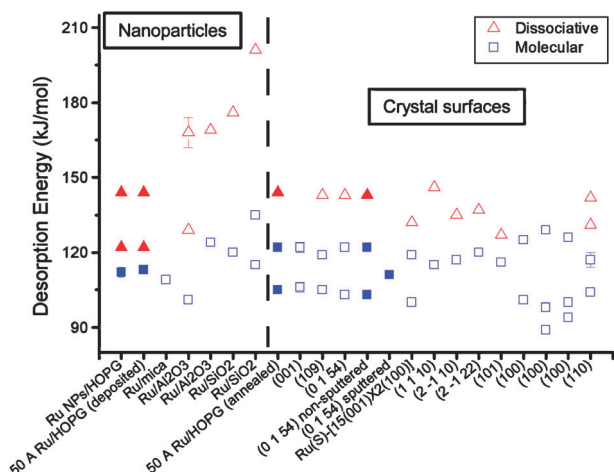 Nanoparticles
Dissociative
Molecular
Crystal surfaces
Desorption Energy (kJ/mol)
210
180
150
120
90
Ru NPs/HOPG
50 A Ru/HOPG (deposited)
Ru/mica
Ru/Al2O3
Ru/Al2O3
Ru/SiO2
Ru/SiO2
50 A Ru/HOPG (annealed)
(001)
(109)
(0 1 54)
(0 1 54) non-sputtered
(0 1 54) sputtered
Ru(S)-[15(001)X2(100)]
(1 1 10)
(2 -1 10)
(2 -1 22)
(101)
(100)
(100)
(100)
(110)